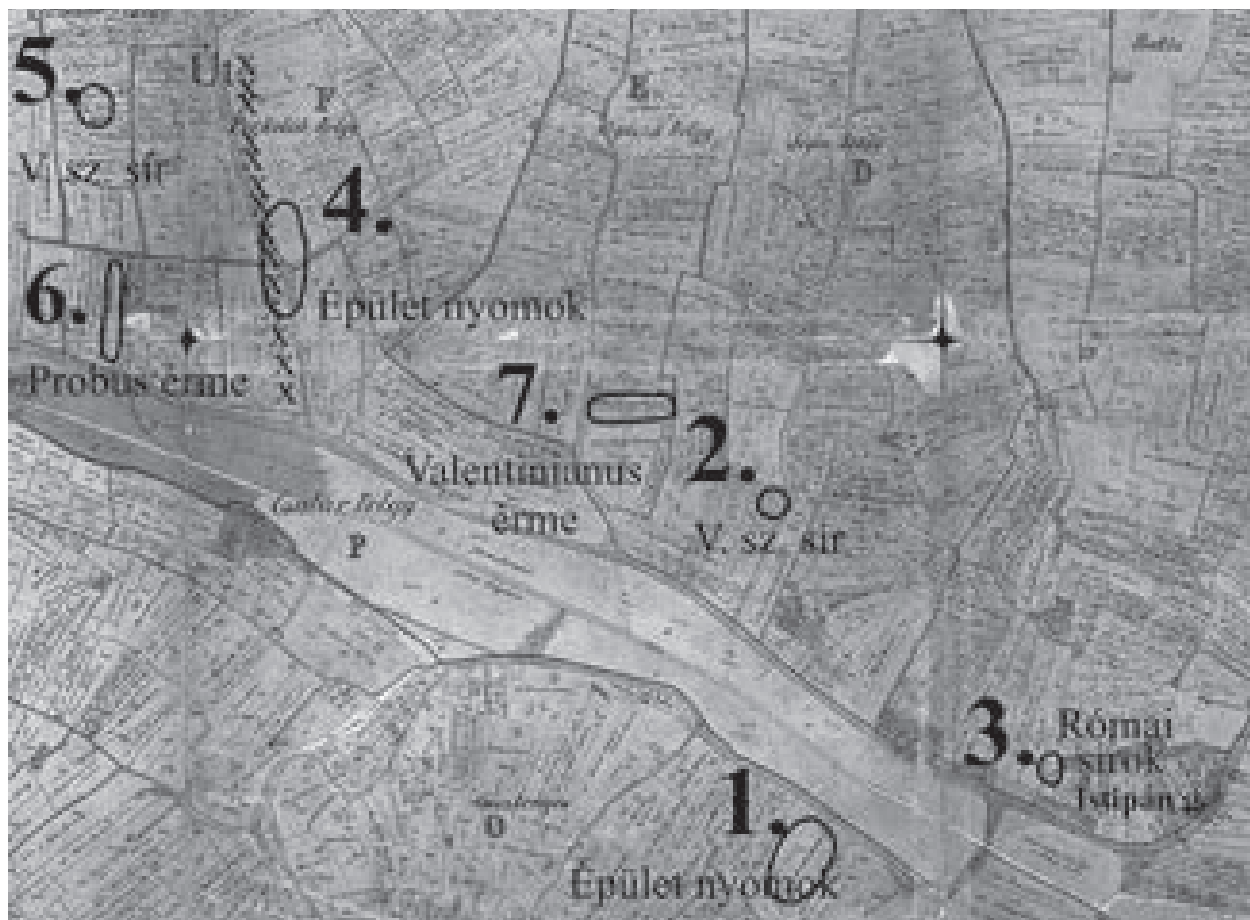 5.
Út
F
E
D
V. sz. sír
4.
6.
Épület nyomok
Probus érme
x
7.
2.
Valentinianus
érme
V. sz. sír
P
3.
Római
sírok
Istipánka
1.
O
Épület nyomok